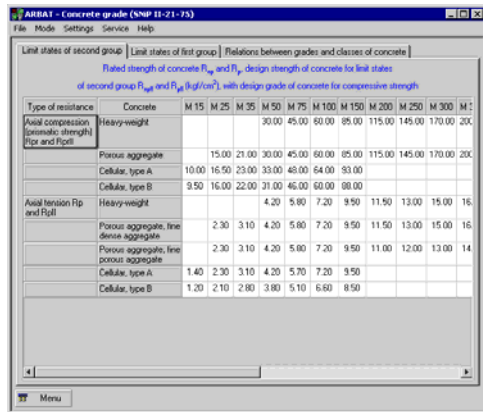 ARBAT - Concrete grade (SNiP II-21-75)
File Mode Settings Service Help
Limit states of second group Limit states of first group Relations between grades and classes of concrete
Rated strength of concrete Rnp and Rp, design strength of concrete for limit states
of second group RnpII and RpII (kgf/cm²), with design grade of concrete for compressive strength
Type of resistance Concrete M 15 M 25 M 35 M 50 M 75 M 100 M 150 M 200 M 250 M 300 M 3
Axial compression (prismatic strength) Rpr and RprII Heavy-weight 30.00 45.00 60.00 85.00 115.00 145.00 170.00 200
Porous aggregate 15.00 21.00 30.00 45.00 60.00 85.00 115.00 145.00 170.00 200
Cellular, type A 10.00 16.50 23.00 33.00 48.00 64.00 93.00
Cellular, type B 9.50 16.00 22.00 31.00 46.00 60.00 88.00
Axial tension Rp and RpII Heavy-weight 4.20 5.80 7.20 9.50 11.50 13.00 15.00 16.
Porous aggregate, fine dense aggregate 2.30 3.10 4.20 5.80 7.20 9.50 11.50 13.00 15.00 16.
Porous aggregate, fine porous aggregate 2.30 3.10 4.20 5.80 7.20 9.50 11.00 12.00 13.00 14.
Cellular, type A 1.40 2.30 3.10 4.20 5.70 7.20 9.50
Cellular, type B 1.20 2.10 2.80 3.80 5.10 6.60 8.50
Menu